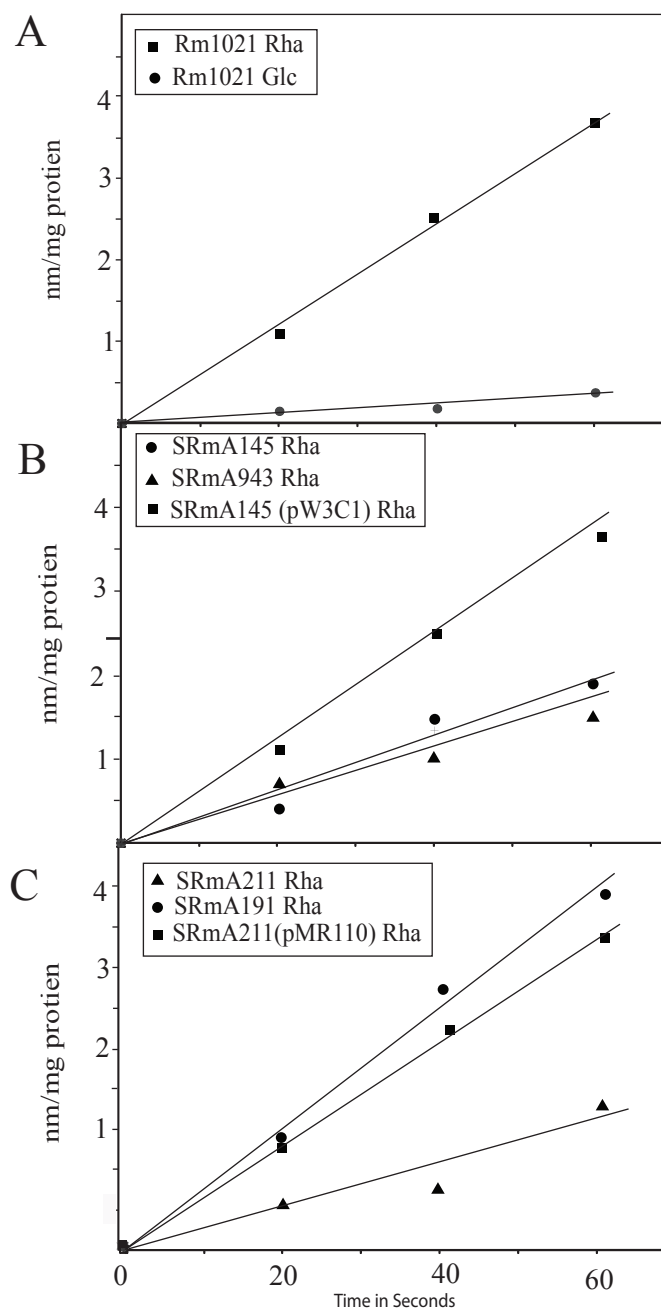 A
Rm1021 Rha
Rm1021 Glc
4
3
2
1
nm/mg protien
B
SRmA145 Rha
SRmA943 Rha
SRmA145 (pW3C1) Rha
4
3
2
1
nm/mg protien
C
SRmA211 Rha
SRmA191 Rha
SRmA211(pMR110) Rha
4
3
2
1
nm/mg protien
0 20 40 60
Time in Seconds